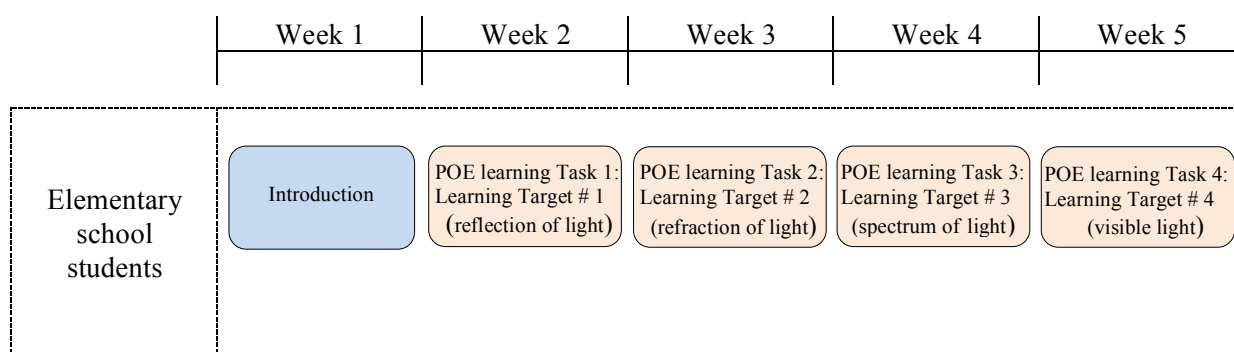 Week 1 Week 2 Week 3 Week 4 Week 5
Elementary
school
students
Introduction
POE learning Task 1:
Learning Target # 1
(reflection of light)
POE learning Task 2:
Learning Target # 2
(refraction of light)
POE learning Task 3:
Learning Target # 3
(spectrum of light)
POE learning Task 4:
Learning Target # 4
(visible light)